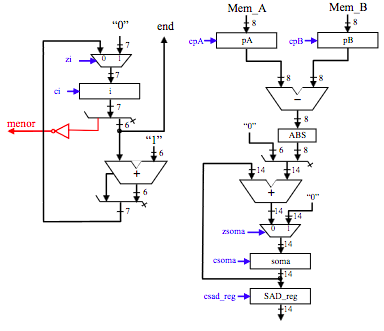 Mem_A Mem_B
"0" end 8 8
7 cpA pA cpB pB
zi 0 1
7 8 8
ci i −
7 8
menor ABS
6 "0" 8
"1" 6 8
6 14 14
+ +
6 14 "0"
7 14
zsoma 0 1
14
csoma soma
14
csad_reg SAD_reg
14